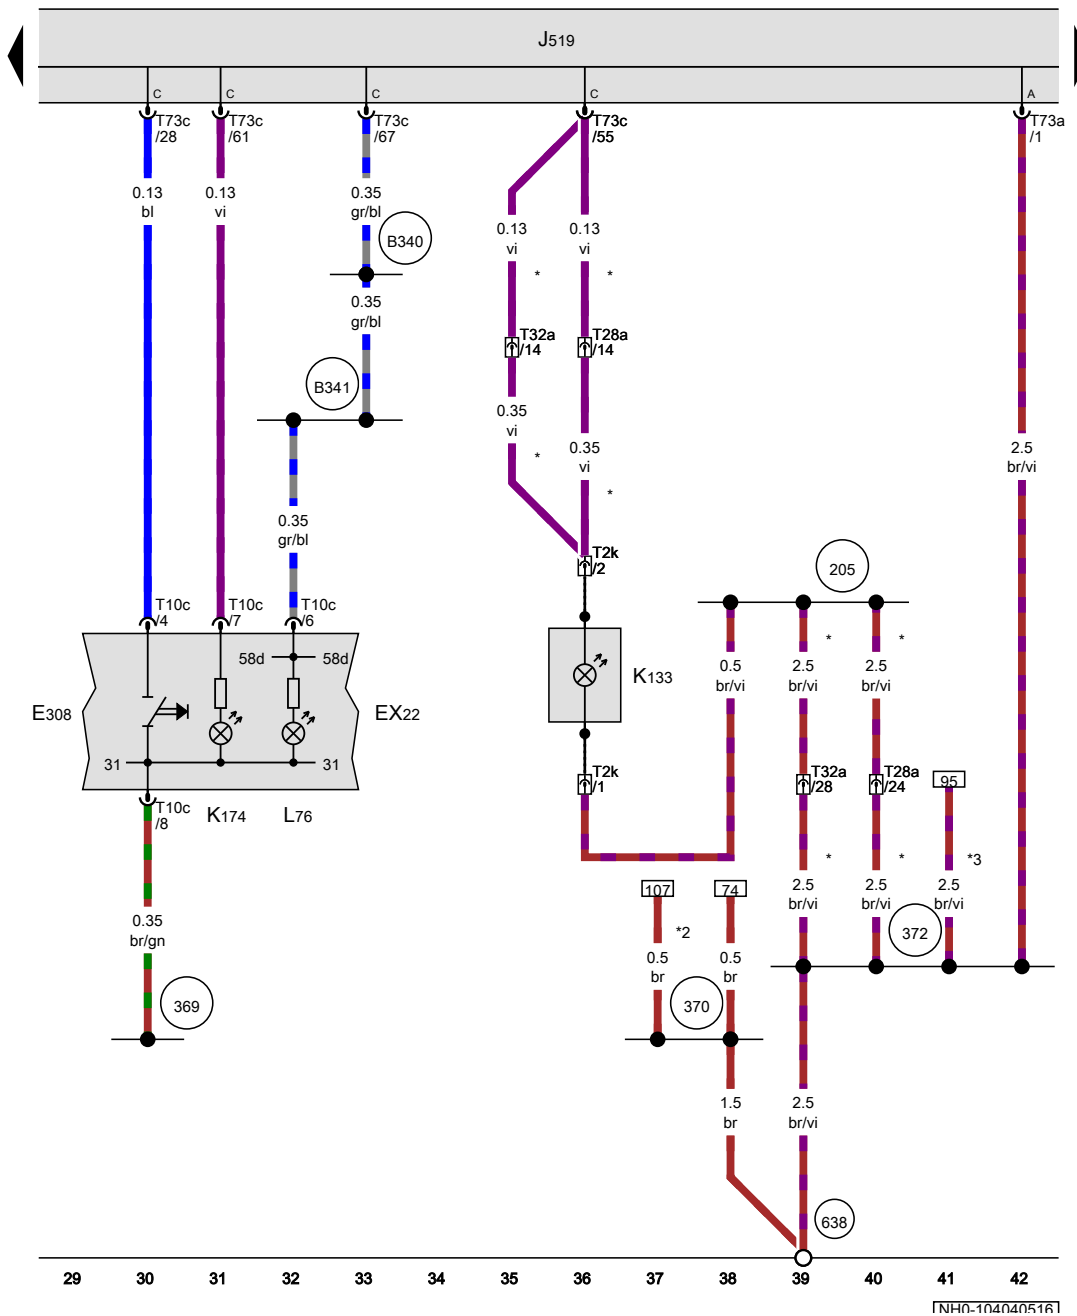 J519
C C C C A
T73c /28
T73c /61
T73c /67
T73c /55
T73a /1
0.13 bl
0.13 vi
0.35 gr/bl
B340
0.13 vi
0.13 vi
* *
0.35 gr/bl
T32a /14
T28a /14
B341
0.35 vi
*
0.35 vi
*
2.5 br/vi
0.35 gr/bl
T2k /2
205
T10c /4
T10c /7
T10c /6
58d 58d
K133
0.5 br/vi
2.5 br/vi
*
2.5 br/vi
*
E308
EX22
31 31
T2k /1
T32a /28
T28a /24
95
T10c /8
K174
L76
* * *3
107
74
2.5 br/vi
2.5 br/vi
2.5 br/vi
0.35 br/gn
*2
372
0.5 br
0.5 br
369
370
1.5 br
2.5 br/vi
638
29 30 31 32 33 34 35 36 37 38 39 40 41 42
NH0-104040516